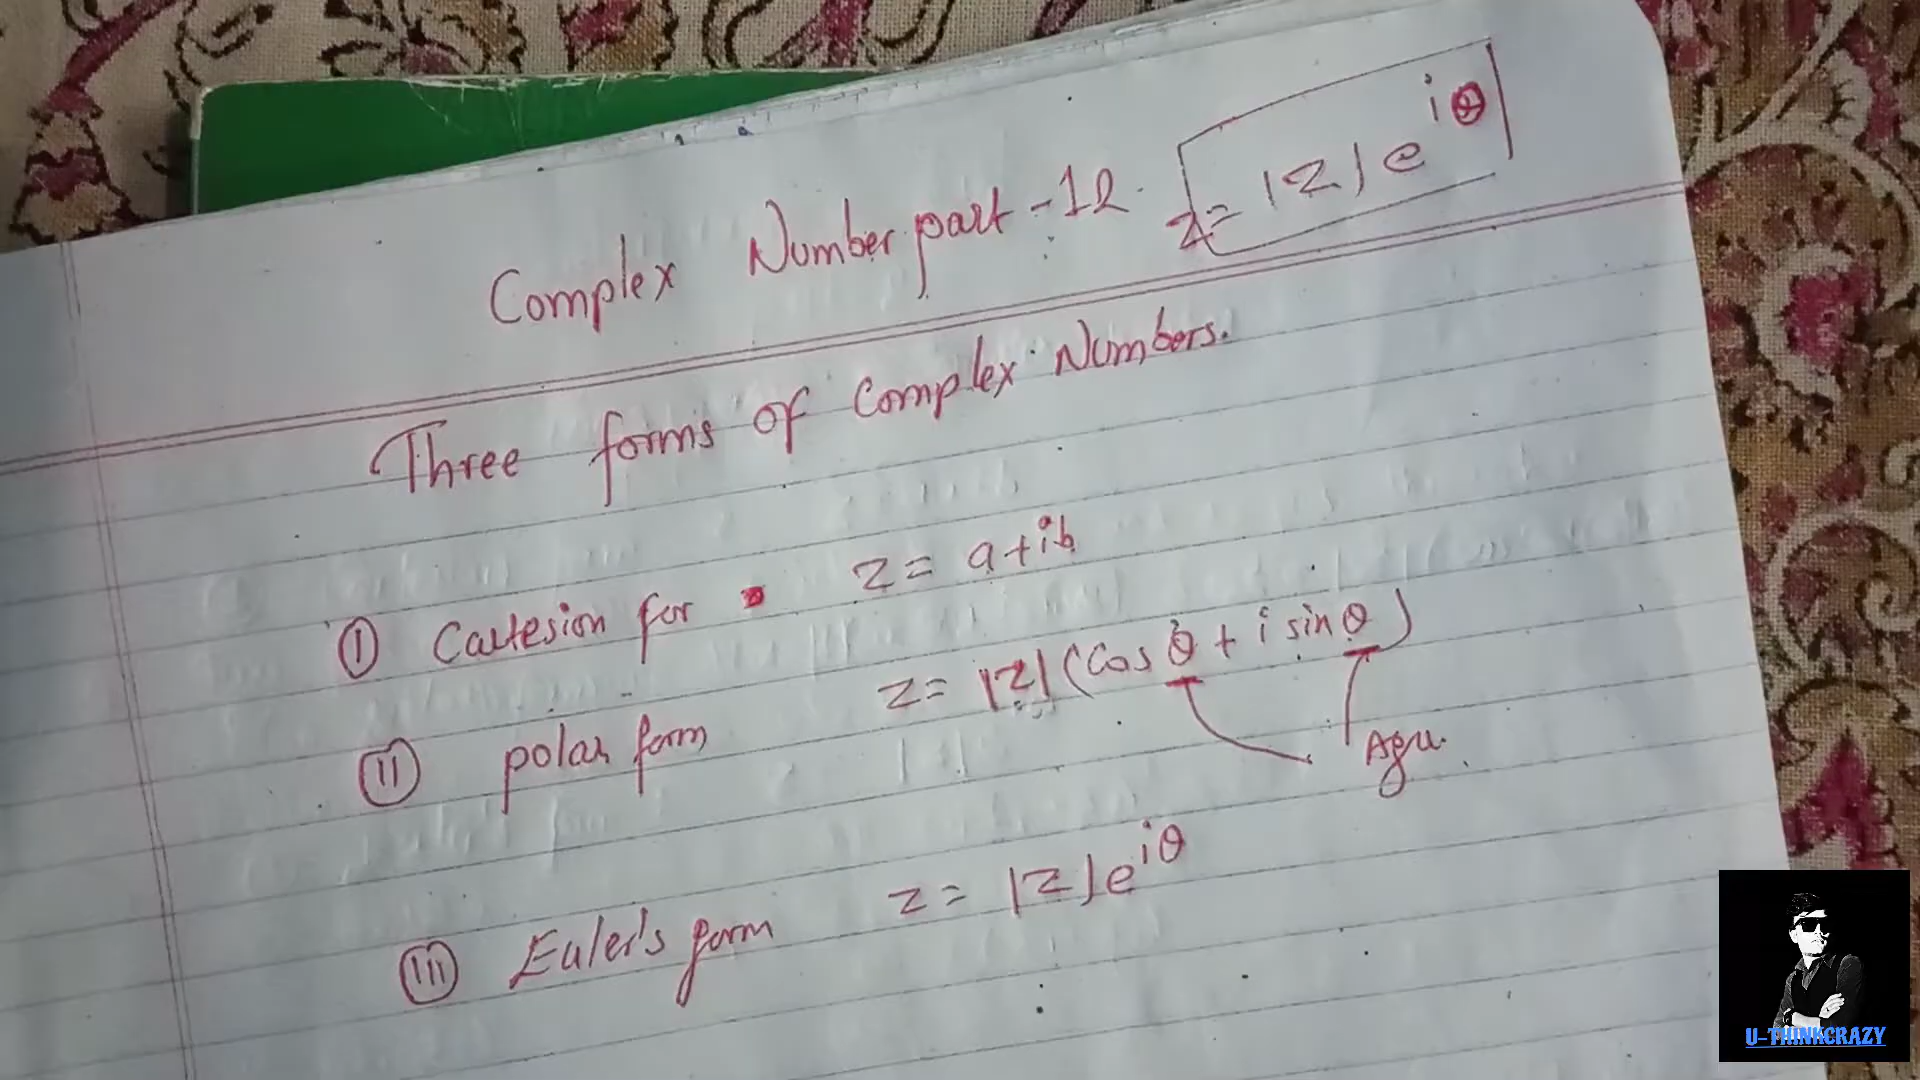 Complex Number part - 12
z = |z| e^iθ
Three forms of Complex Numbers.
(I) Cartesion for z = a+ib
(II) polar form z = |z| (Cos θ + i sin θ)
Agu.
(III) Euler's form z = |z| e^iθ
U-THINKCRAZY